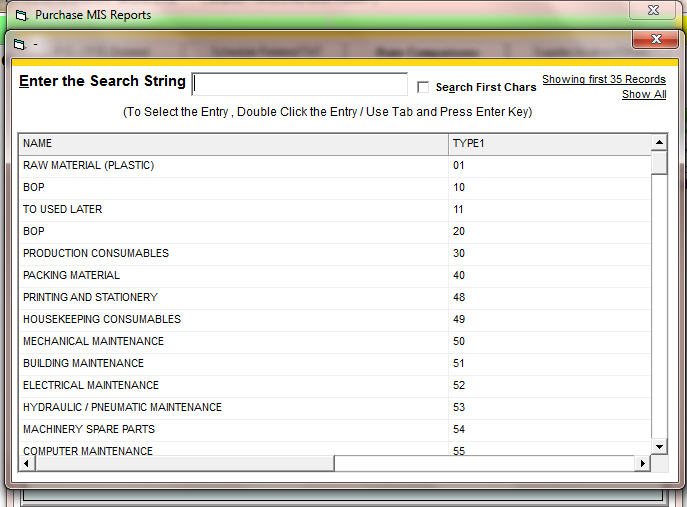 Purchase MIS Reports
-
Enter the Search String
Search First Chars
Showing first 35 Records
Show All
(To Select the Entry , Double Click the Entry / Use Tab and Press Enter Key)
NAME TYPE1
RAW MATERIAL (PLASTIC) 01
BOP 10
TO USED LATER 11
BOP 20
PRODUCTION CONSUMABLES 30
PACKING MATERIAL 40
PRINTING AND STATIONERY 48
HOUSEKEEPING CONSUMABLES 49
MECHANICAL MAINTENANCE 50
BUILDING MAINTENANCE 51
ELECTRICAL MAINTENANCE 52
HYDRAULIC / PNEUMATIC MAINTENANCE 53
MACHINERY SPARE PARTS 54
COMPUTER MAINTENANCE 55